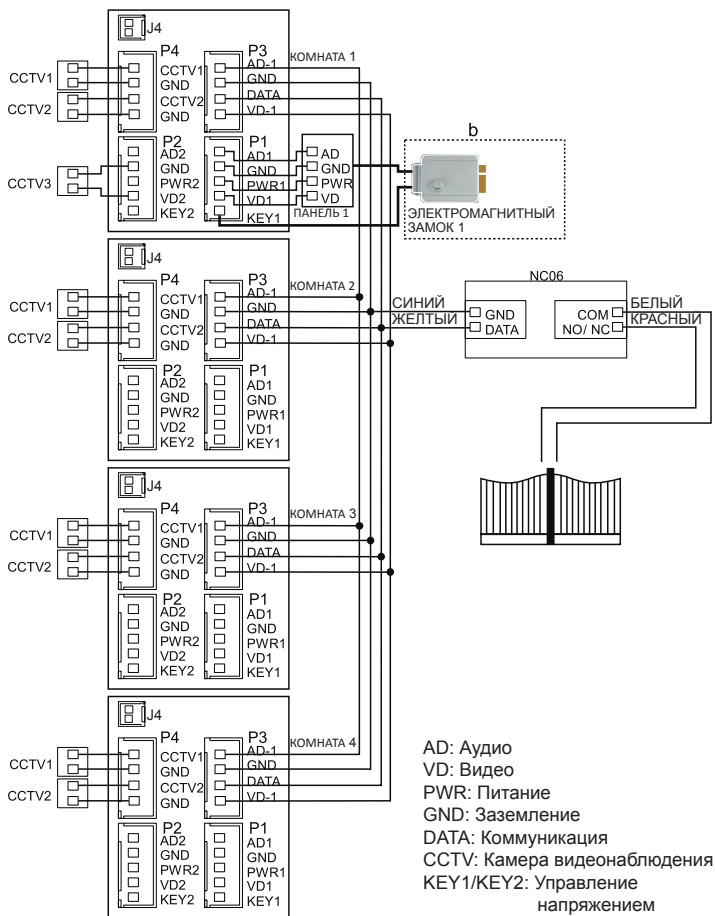 J4
P4
P3
КОМНАТА 1
CCTV1
CCTV1
AD-1
GND
GND
CCTV2
CCTV2
DATA
GND
VD-1
P2
P1
AD2
AD1
AD
GND
GND
GND
CCTV3
PWR2
PWR1
PWR
VD2
VD1
VD
KEY2
KEY1
ПАНЕЛЬ 1
b
ЭЛЕКТРОМАГНИТНЫЙ
ЗАМОК 1
J4
P4
P3
КОМНАТА 2
CCTV1
CCTV1
AD-1
GND
GND
CCTV2
CCTV2
DATA
GND
VD-1
P2
P1
AD2
AD1
GND
GND
PWR2
PWR1
VD2
VD1
KEY2
KEY1
NC06
СИНИЙ
ЖЕЛТЫЙ
GND
DATA
COM
NO/ NC
БЕЛЫЙ
КРАСНЫЙ
J4
P4
P3
КОМНАТА 3
CCTV1
CCTV1
AD-1
GND
GND
CCTV2
CCTV2
DATA
GND
VD-1
P2
P1
AD2
AD1
GND
GND
PWR2
PWR1
VD2
VD1
KEY2
KEY1
J4
P4
P3
КОМНАТА 4
CCTV1
CCTV1
AD-1
GND
GND
CCTV2
CCTV2
DATA
GND
VD-1
P2
P1
AD2
AD1
GND
GND
PWR2
PWR1
VD2
VD1
KEY2
KEY1
AD: Аудио
VD: Видео
PWR: Питание
GND: Заземление
DATA: Коммуникация
CCTV: Камера видеонаблюдения
KEY1/KEY2: Управление
напряжением